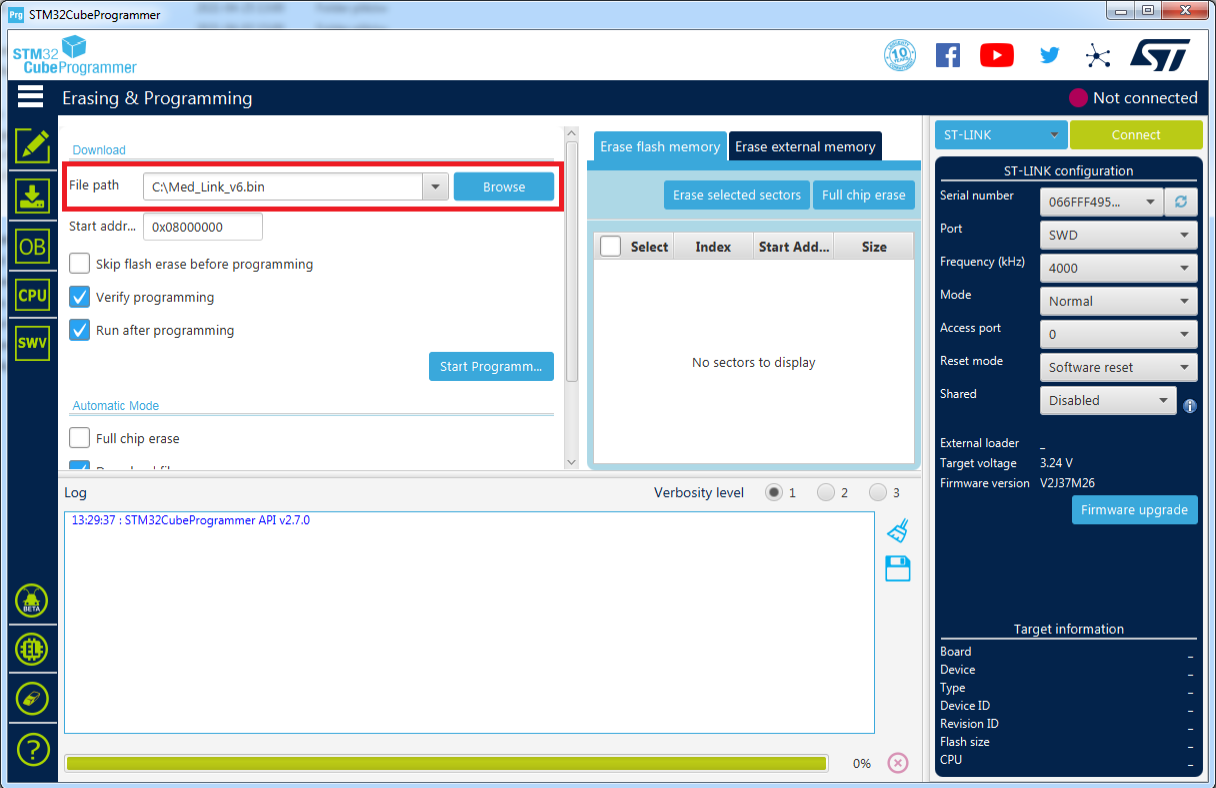 STM32CubeProgrammer
STM32
CubeProgrammer
10
Erasing & Programming
Not connected
Download
File path
C:\Med_Link_v6.bin
Browse
Start addr...
0x08000000
Skip flash erase before programming
Verify programming
Run after programming
Start Programm...
Automatic Mode
Full chip erase
OB
CPU
SWV
BETA
EL
?
Erase flash memory
Erase external memory
Erase selected sectors
Full chip erase
Select Index Start Add... Size
No sectors to display
Log
Verbosity level 1 2 3
13:29:37 : STM32CubeProgrammer API v2.7.0
0%
ST-LINK
Connect
ST-LINK configuration
Serial number 066FFF495...
Port SWD
Frequency (kHz) 4000
Mode Normal
Access port 0
Reset mode Software reset
Shared Disabled
External loader _
Target voltage 3.24 V
Firmware version V2J37M26
Firmware upgrade
Target information
Board _
Device _
Type _
Device ID _
Revision ID _
Flash size _
CPU _